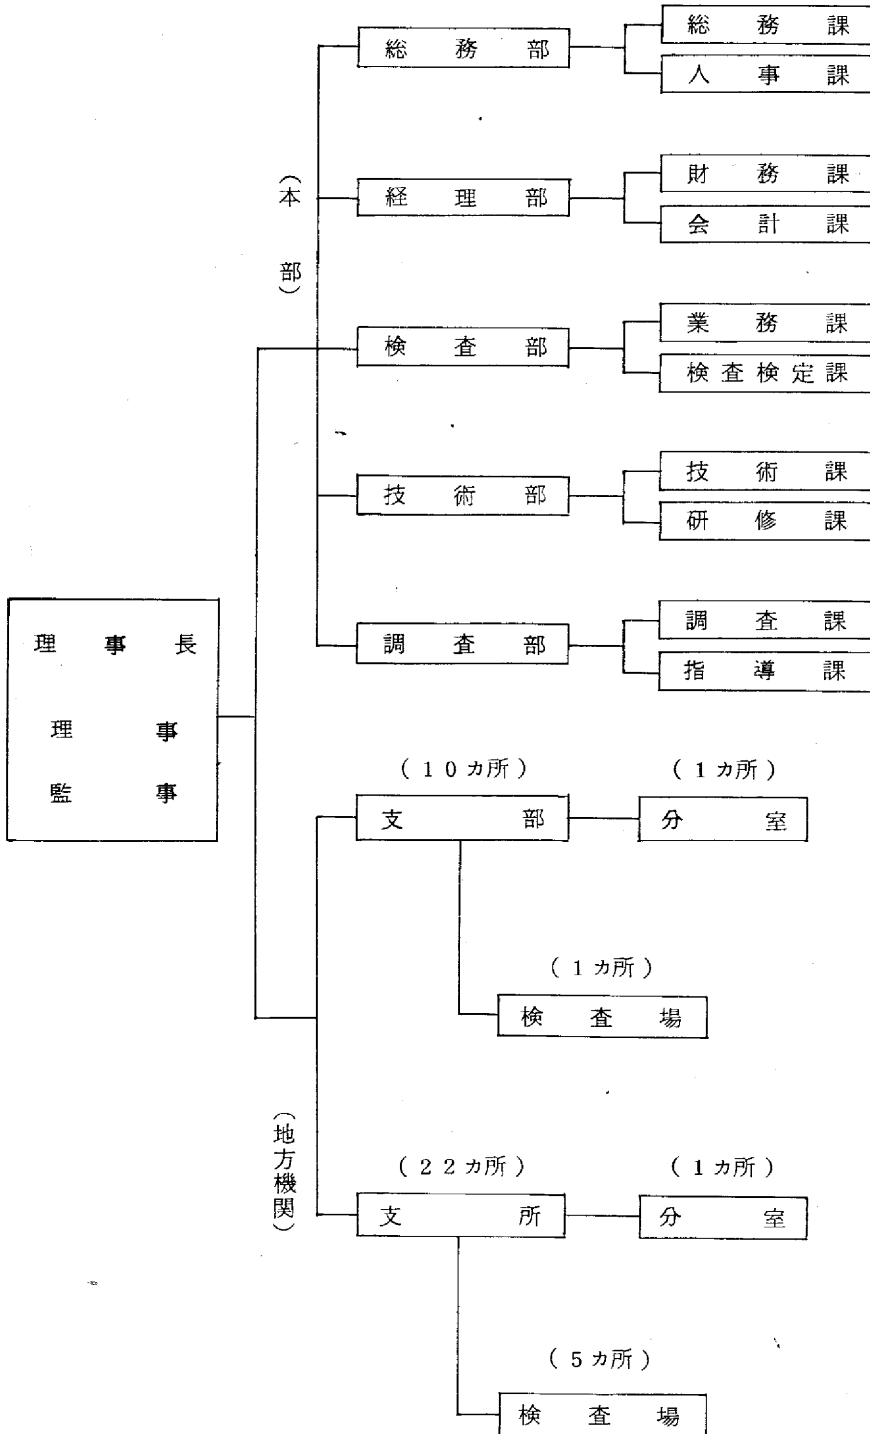 総務部
総務課
人事課
(本部)
経理部
財務課
会計課
検査部
業務課
検査検定課
技術部
技術課
研修課
調査部
調査課
指導課
理事長
理事
監事
(10カ所)
(1カ所)
支部
分室
(1カ所)
検査場
(地方機関)
(22カ所)
(1カ所)
支所
分室
(5カ所)
検査場